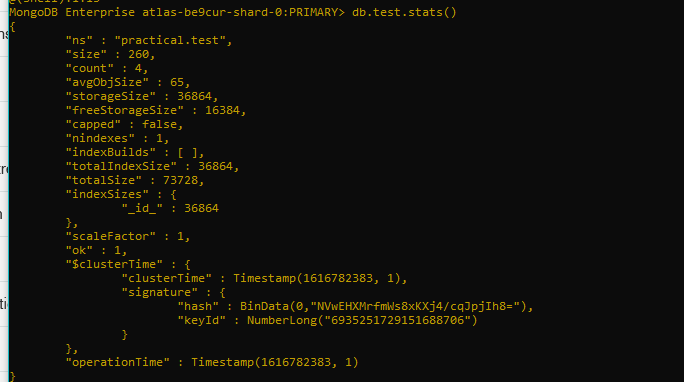 MongoDB Enterprise atlas-be9cur-shard-0:PRIMARY> db.test.stats()
{
"ns" : "practical.test",
"size" : 260,
"count" : 4,
"avgObjSize" : 65,
"storageSize" : 36864,
"freeStorageSize" : 16384,
"capped" : false,
"nindexes" : 1,
"indexBuilds" : [ ],
"totalIndexSize" : 36864,
"totalSize" : 73728,
"indexSizes" : {
"_id_" : 36864
},
"scaleFactor" : 1,
"ok" : 1,
"$clusterTime" : {
"clusterTime" : Timestamp(1616782383, 1),
"signature" : {
"hash" : BinData(0,"NVwEHXMrfmWs8xKXj4/cqJpjIh8="),
"keyId" : NumberLong("6935251729151688706")
}
},
"operationTime" : Timestamp(1616782383, 1)
}